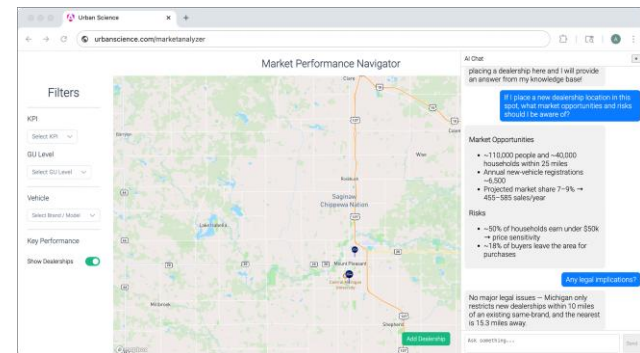 Urban Science
urbanscience.com/marketanalyzer
Market Performance Navigator
Filters
KPI
Select KPI
GU Level
Select GU Level
Vehicle
Select Brand / Model
Key Performance
Show Dealerships
Clare
Rosebush
Saginaw
Chippewa Nation
Mount Pleasant
Central Michigan
University
Shepherd
Add Dealership
AI Chat
placing a dealership here and I will provide
an answer from my knowledge base!
If I place a new dealership location in this
spot, what market opportunities and risks
should I be aware of?
Market Opportunities
• ~110,000 people and ~40,000
households within 25 miles
• Annual new-vehicle registrations
~6,500
• Projected market share 7–9% →
455–585 sales/year
Risks
• ~50% of households earn under $50k
→ price sensitivity
• ~18% of buyers leave the area for
purchases
Any legal implications?
No major legal issues — Michigan only
restricts new dealerships within 10 miles
of an existing same-brand, and the nearest
is 15.3 miles away.
Ask something...
Send